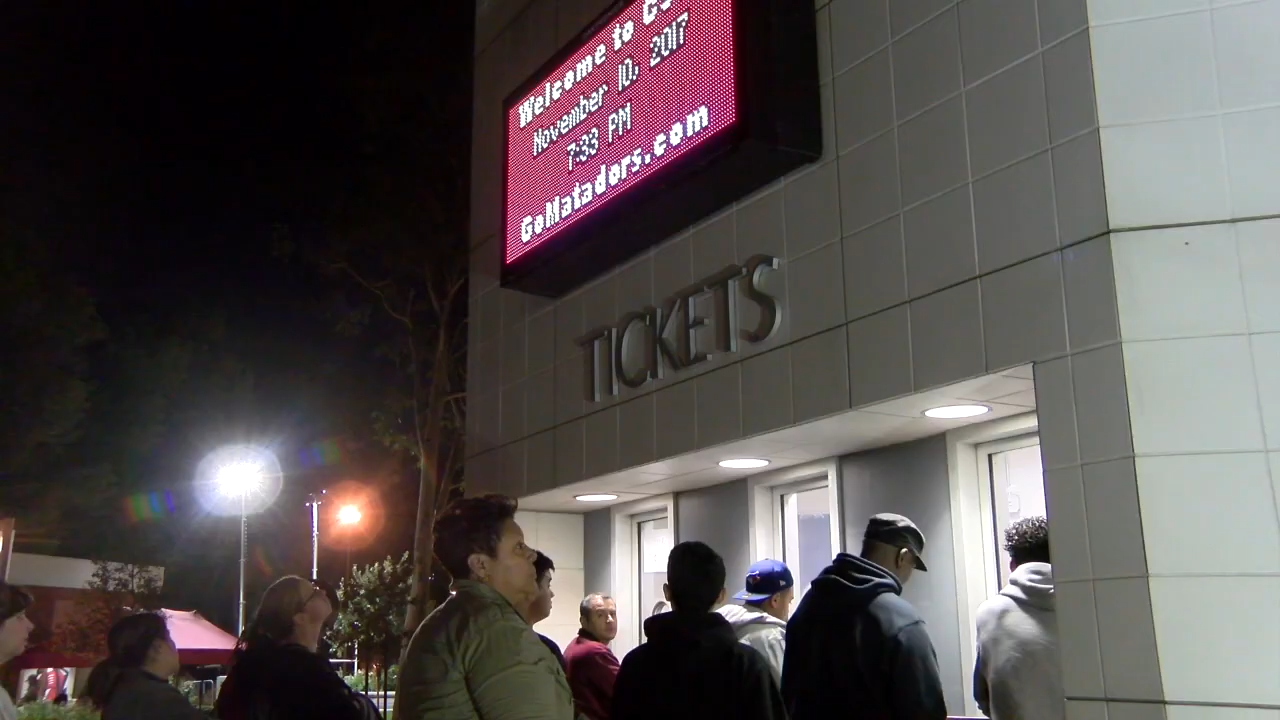 Welcome to
November 10, 2017
7:33 PM
GoMatadors.com
TICKETS